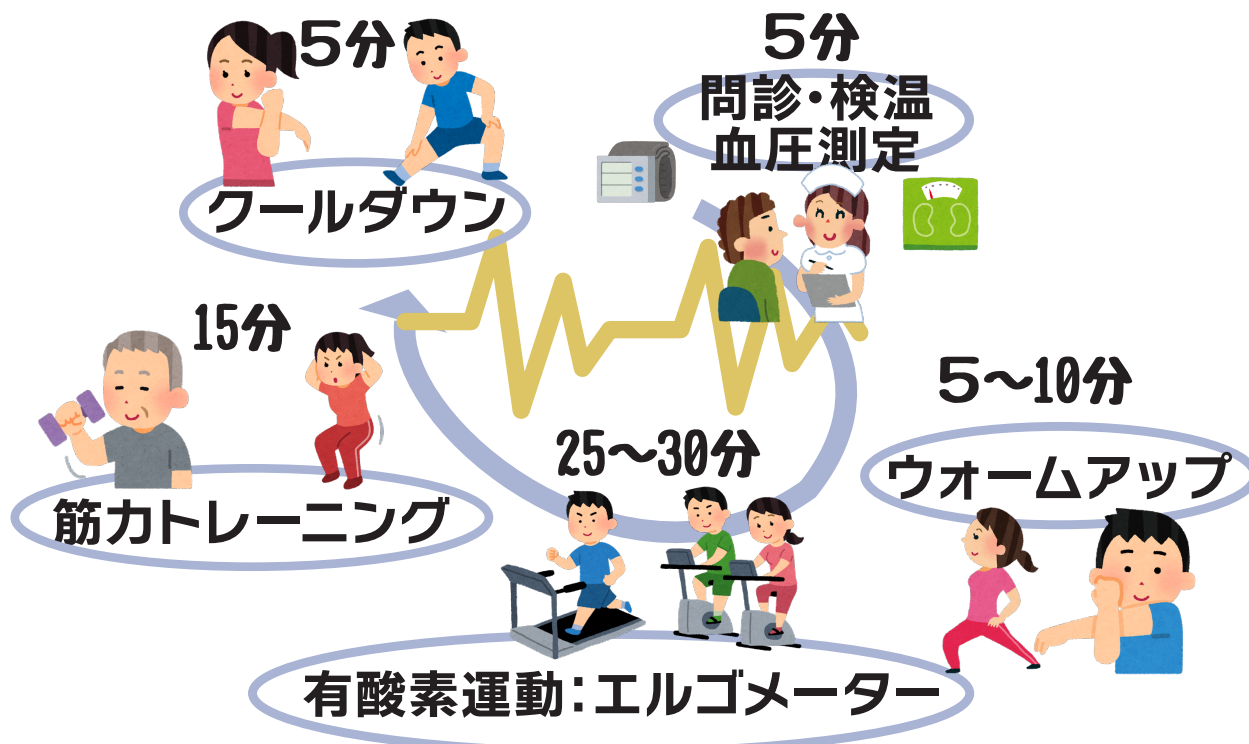 5分
問診・検温
血圧測定
5〜10分
ウォームアップ
25〜30分
有酸素運動：エルゴメーター
15分
筋力トレーニング
5分
クールダウン